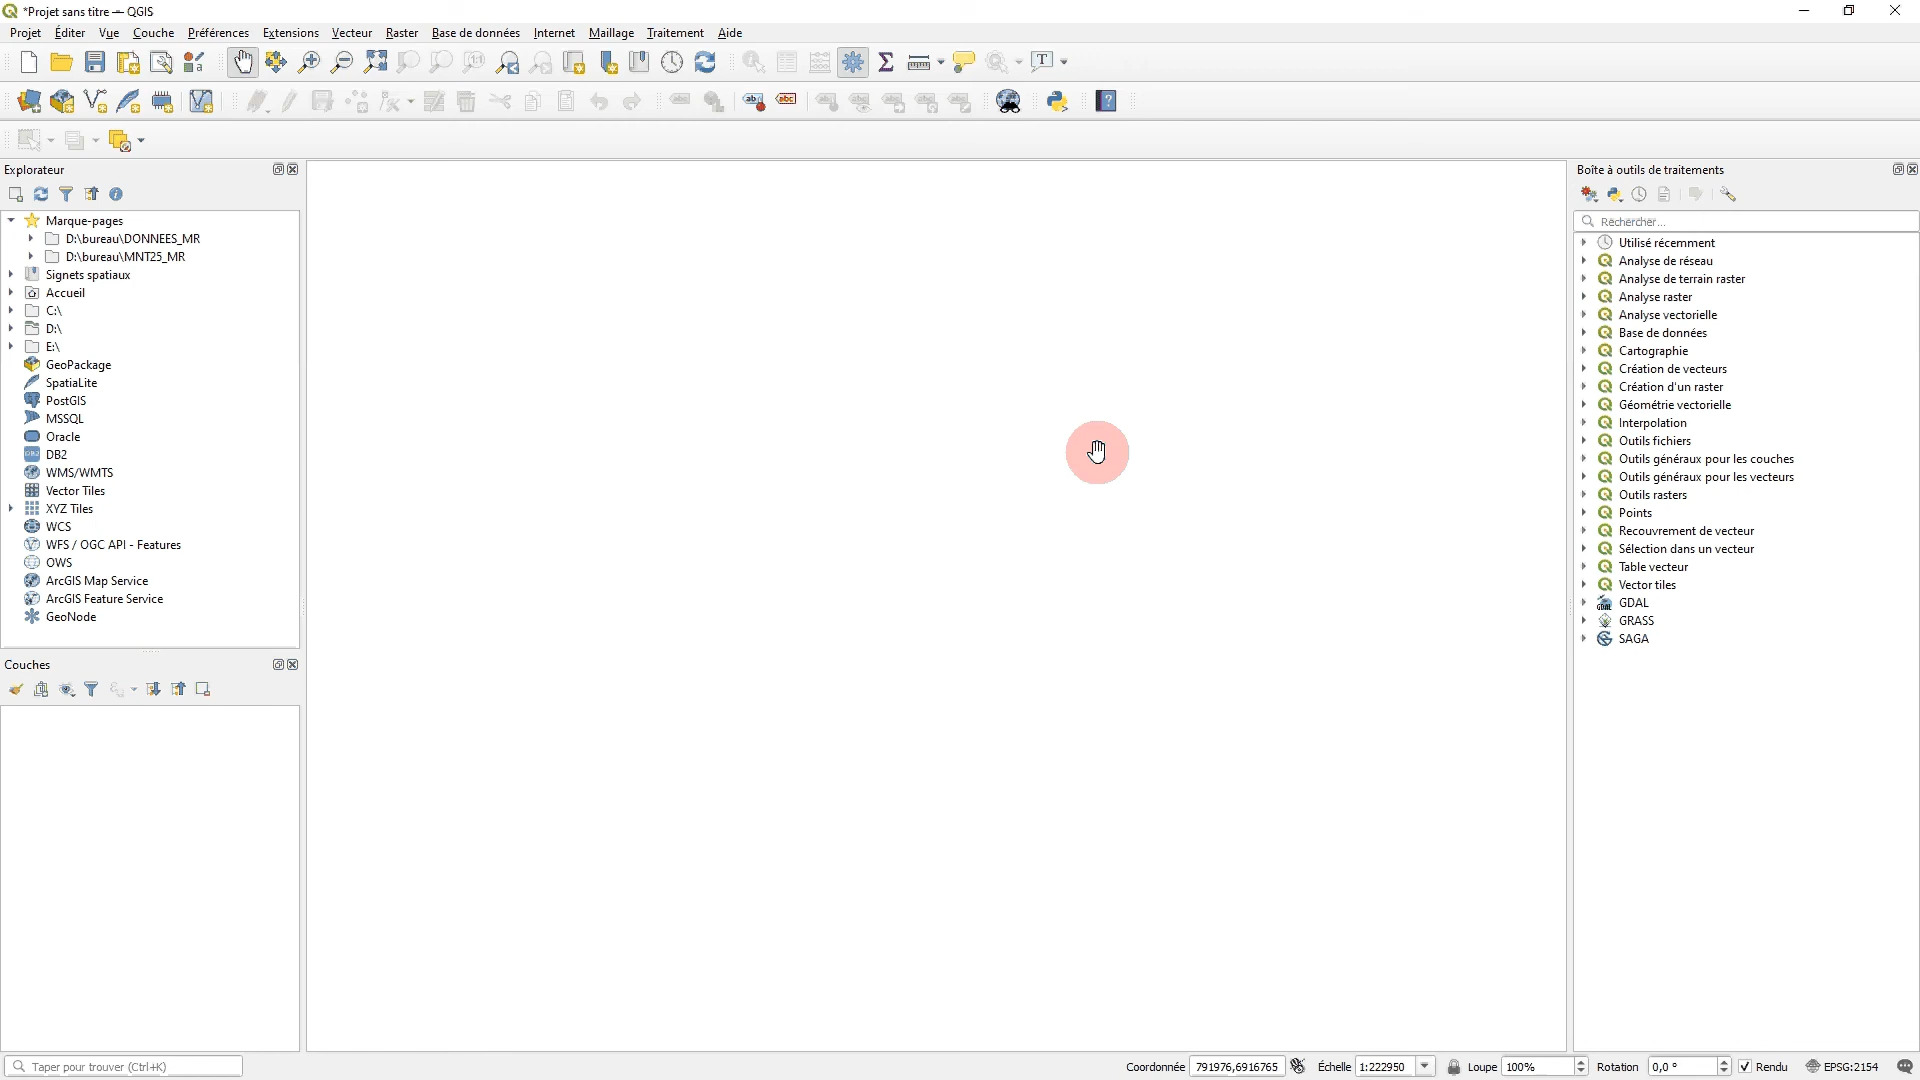 *Projet sans titre — QGIS
Projet Éditer Vue Couche Préférences Extensions Vecteur Raster Base de données Internet Maillage Traitement Aide
Explorateur
Marque-pages
D:\bureau\DONNEES_MR
D:\bureau\MNT25_MR
Signets spatiaux
Accueil
C:\
D:\
E:\
GeoPackage
SpatiaLite
PostGIS
MSSQL
Oracle
DB2
WMS/WMTS
Vector Tiles
XYZ Tiles
WCS
WFS / OGC API - Features
OWS
ArcGIS Map Service
ArcGIS Feature Service
GeoNode
Couches
Boîte à outils de traitements
Rechercher...
Utilisé récemment
Analyse de réseau
Analyse de terrain raster
Analyse raster
Analyse vectorielle
Base de données
Cartographie
Création de vecteurs
Création d'un raster
Géométrie vectorielle
Interpolation
Outils fichiers
Outils généraux pour les couches
Outils généraux pour les vecteurs
Outils rasters
Points
Recouvrement de vecteur
Sélection dans un vecteur
Table vecteur
Vector tiles
GDAL
GRASS
SAGA
Taper pour trouver (Ctrl+K) Coordonnée 791976,6916765 Échelle 1:222950 Loupe 100% Rotation 0,0 ° Rendu EPSG:2154